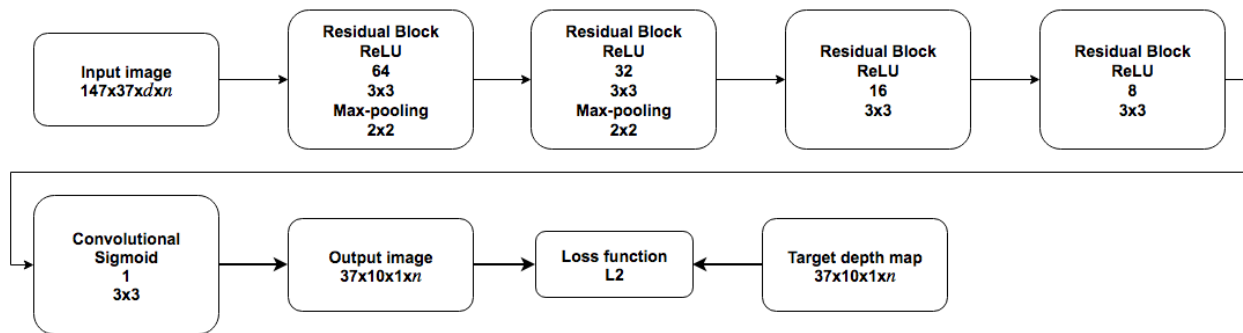 Input image
147x37xdxn
Residual Block
ReLU
64
3x3
Max-pooling
2x2
Residual Block
ReLU
32
3x3
Max-pooling
2x2
Residual Block
ReLU
16
3x3
Residual Block
ReLU
8
3x3
Convolutional
Sigmoid
1
3x3
Output image
37x10x1xn
Loss function
L2
Target depth map
37x10x1xn